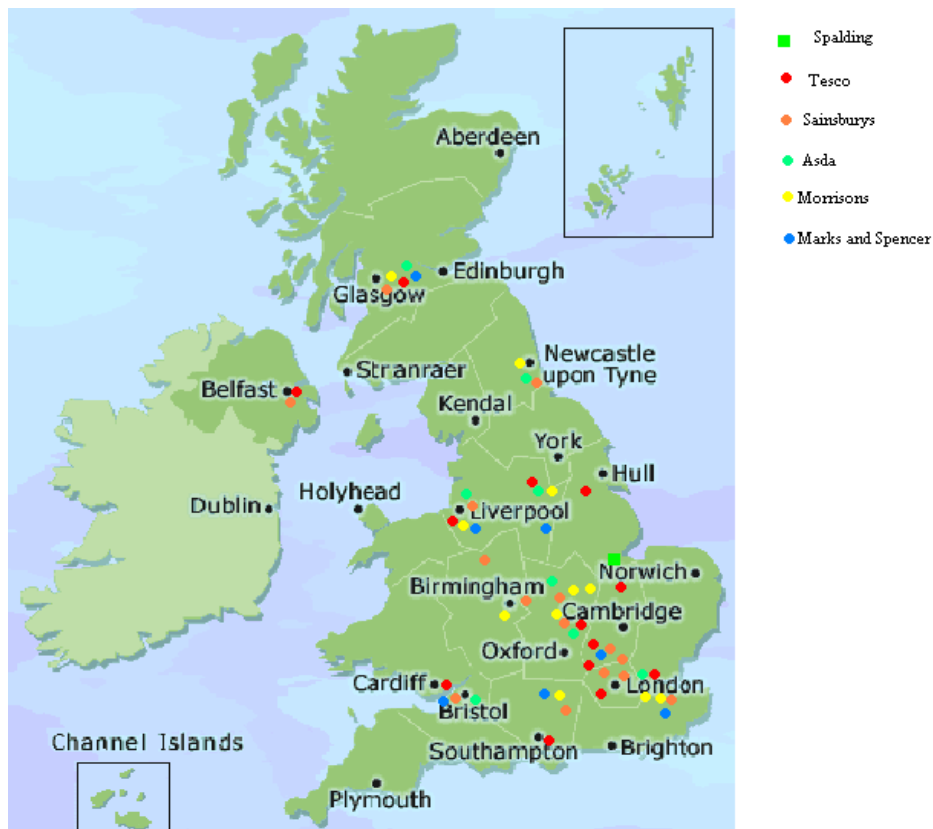 Aberdeen
Edinburgh
Glasgow
Newcastle
upon Tyne
Stranraer
Belfast
Kendal
York
Hull
Holyhead
Dublin
Liverpool
Norwich
Birmingham
Cambridge
Oxford
Cardiff
London
Bristol
Channel Islands
Southampton
Brighton
Plymouth
Spalding
Tesco
Sainsburys
Asda
Morrisons
Marks and Spencer